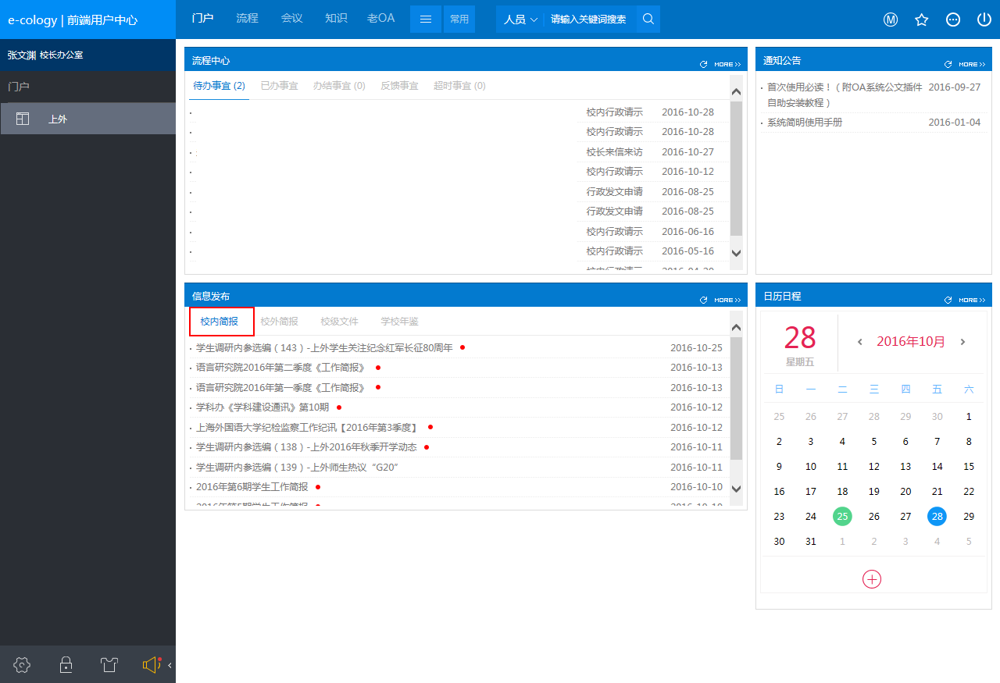 e-cology | 前端用户中心
门户 流程 会议 知识 老OA 常用 人员 请输入关键词搜索
张文渊 校长办公室
门户
上外
流程中心 MORE
待办事宜 (2) 已办事宜 办结事宜 (0) 反馈事宜 超时事宜 (0)
校内行政请示 2016-10-28
校内行政请示 2016-10-28
校长来信来访 2016-10-27
校内行政请示 2016-10-12
行政发文申请 2016-08-25
行政发文申请 2016-08-25
校内行政请示 2016-06-16
校内行政请示 2016-05-16
通知公告 MORE
首次使用必读！（附OA系统公文插件 2016-09-27
自助安装教程）
系统简明使用手册 2016-01-04
信息发布 MORE
校内简报 校外简报 校级文件 学校年鉴
学生调研内参选编（143）-上外学生关注纪念红军长征80周年 2016-10-25
语言研究院2016年第二季度《工作简报》 2016-10-13
语言研究院2016年第一季度《工作简报》 2016-10-13
学科办《学科建设通讯》第10期 2016-10-12
上海外国语大学纪检监察工作纪讯【2016年第3季度】 2016-10-12
学生调研内参选编（138）-上外2016年秋季开学动态 2016-10-11
学生调研内参选编（139）-上外师生热议“G20” 2016-10-11
2016年第6期学生工作简报 2016-10-10
日历日程 MORE
28
星期五
2016年10月
日 一 二 三 四 五 六
25 26 27 28 29 30 1
2 3 4 5 6 7 8
9 10 11 12 13 14 15
16 17 18 19 20 21 22
23 24 25 26 27 28 29
30 31 1 2 3 4 5